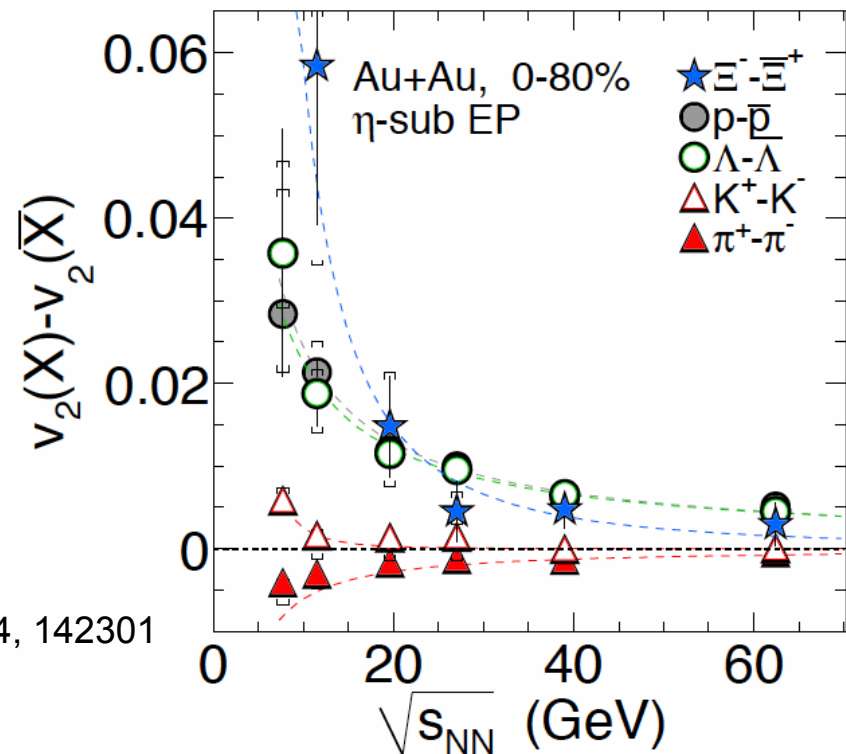 0.06
0.04
0.02
0
v₂(X)-v₂(X̅)
Au+Au, 0-80%
η-sub EP
Ξ⁻-Ξ̅⁺
p-p̅
Λ-Λ̅
K⁺-K⁻
π⁺-π⁻
4, 142301
0 20 40 60
√s_NN (GeV)